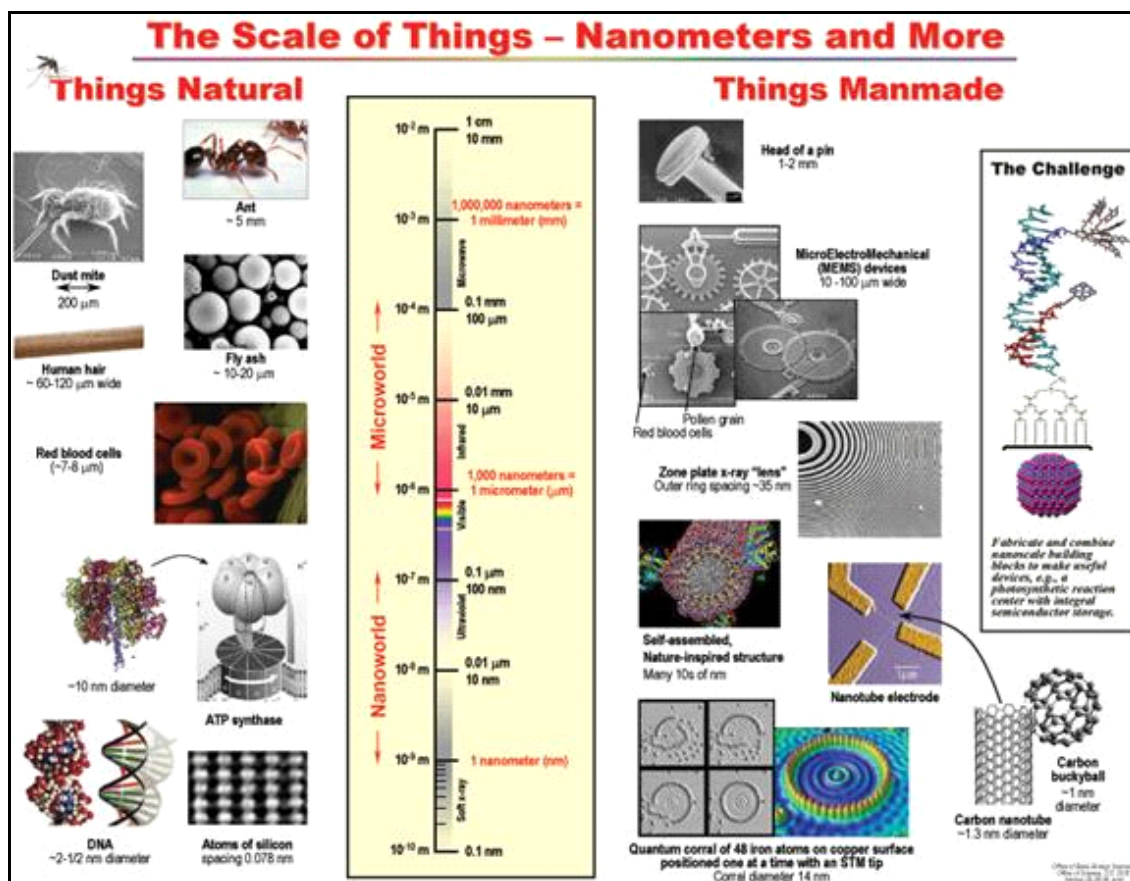 The Scale of Things – Nanometers and More
Things Natural
Things Manmade
Ant
~ 5 mm
Dust mite
200 μm
Fly ash
~ 10-20 μm
Human hair
~ 60-120 μm wide
Red blood cells
(~7-8 μm)
~10 nm diameter
ATP synthase
DNA
~2-1/2 nm diameter
Atoms of silicon
spacing 0.078 nm
10⁻² m
1 cm
10 mm
1,000,000 nanometers =
1 millimeter (mm)
10⁻³ m
Microwave
10⁻⁴ m
0.1 mm
100 μm
Microworld
10⁻⁵ m
0.01 mm
10 μm
Infrared
1,000 nanometers =
1 micrometer (μm)
10⁻⁶ m
Visible
10⁻⁷ m
0.1 μm
100 nm
Ultraviolet
Nanoworld
10⁻⁸ m
0.01 μm
10 nm
10⁻⁹ m
1 nanometer (nm)
Soft x-ray
10⁻¹⁰ m
0.1 nm
Head of a pin
1-2 mm
MicroElectroMechanical
(MEMS) devices
10 -100 μm wide
Pollen grain
Red blood cells
Zone plate x-ray "lens"
Outer ring spacing ~35 nm
Self-assembled,
Nature-inspired structure
Many 10s of nm
Nanotube electrode
Quantum corral of 48 iron atoms on copper surface
positioned one at a time with an STM tip
Corral diameter 14 nm
Carbon nanotube
~1.3 nm diameter
Carbon
buckyball
~1 nm
diameter
The Challenge
Fabricate and combine
nanoscale building
blocks to make useful
devices, e.g., a
photosynthetic reaction
center with integral
semiconductor storage.